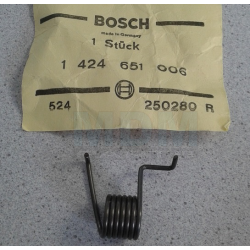 BOSCH
Made in Germany
1 Stück
1 424 651 006
524 250280 R